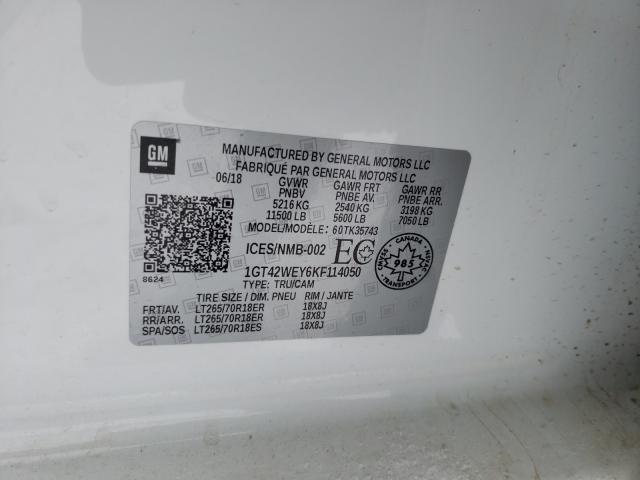 GM
MANUFACTURED BY GENERAL MOTORS LLC
FABRIQUÉ PAR GENERAL MOTORS LLC
06/18 GVWR GAWR FRT GAWR RR
PNBV PNBE AV. PNBE ARR.
5216 KG 2540 KG 3198 KG
11500 LB 5600 LB 7050 LB
MODEL/MODÈLE: 60TK35743
ICES/NMB-002 EC
CANADA
985
TRANSPORT
1GT42WEY6KF114050
8624
TYPE: TRU/CAM
TIRE SIZE / DIM. PNEU RIM / JANTE
FRT/AV. LT265/70R18ER 18X8J
RR/ARR. LT265/70R18ER 18X8J
SPA/SOS LT265/70R18ES 18X8J